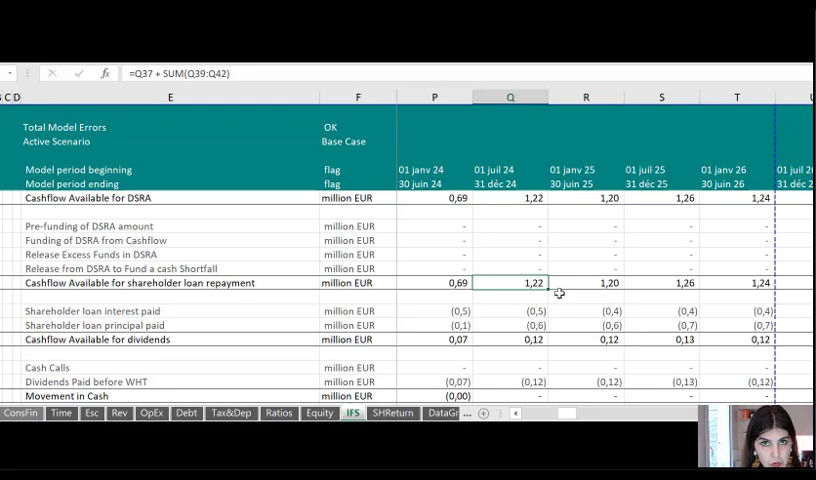 fx =Q37 + SUM(Q39:Q42)
C D E F P Q R S T
Total Model Errors OK
Active Scenario Base Case
Model period beginning flag 01 janv 24 01 juil 24 01 janv 25 01 juil 25 01 janv 26 01 juil 26
Model period ending flag 30 juin 24 31 déc 24 30 juin 25 31 déc 25 30 juin 26 31 déc 2
Cashflow Available for DSRA million EUR 0,69 1,22 1,20 1,26 1,24
Pre-funding of DSRA amount million EUR - - - - -
Funding of DSRA from Cashflow million EUR - - - - -
Release Excess Funds in DSRA million EUR - - - - -
Release from DSRA to Fund a cash Shortfall million EUR - - - - -
Cashflow Available for shareholder loan repayment million EUR 0,69 1,22 1,20 1,26 1,24
Shareholder loan interest paid million EUR (0,5) (0,5) (0,4) (0,4) (0,4)
Shareholder loan principal paid million EUR (0,1) (0,6) (0,6) (0,7) (0,7)
Cashflow Available for dividends million EUR 0,07 0,12 0,12 0,13 0,12
Cash Calls million EUR - - - - -
Dividends Paid before WHT million EUR (0,07) (0,12) (0,12) (0,13) (0,12)
Movement in Cash million EUR (0,00) - - - -
ConsFin Time Esc Rev OpEx Debt Tax&Dep Ratios Equity IFS SHReturn DataGr ...